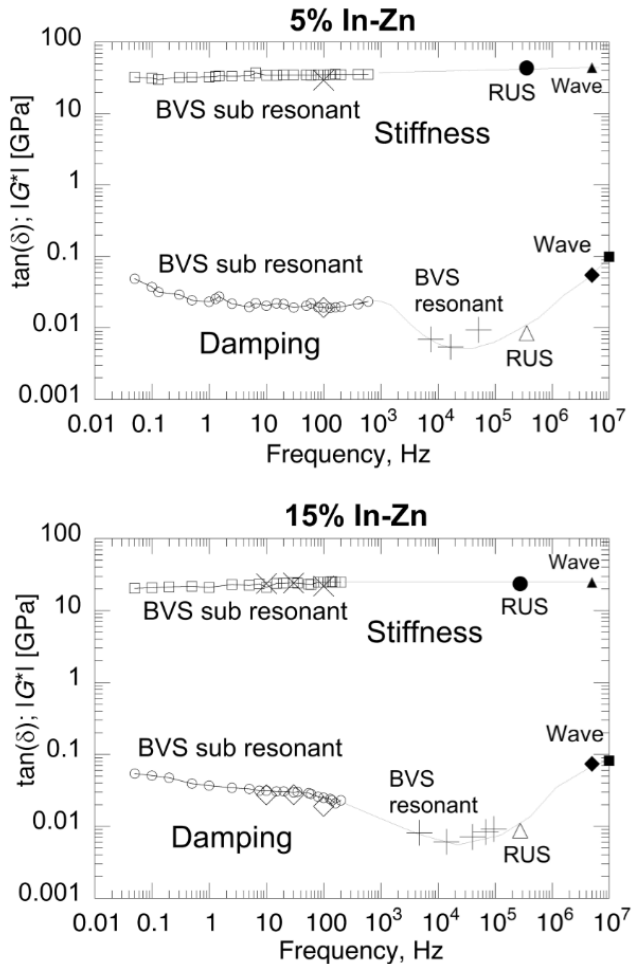 5% In-Zn
100
10
1
0.1
0.01
0.001
tan(δ); |G*| [GPa]
BVS sub resonant
RUS
Wave
Stiffness
BVS sub resonant
Wave
BVS
resonant
Damping
RUS
0.01 0.1 1 10 100 10³ 10⁴ 10⁵ 10⁶ 10⁷
Frequency, Hz
15% In-Zn
100
10
1
0.1
0.01
0.001
tan(δ); |G*| [GPa]
Wave
BVS sub resonant
RUS
Stiffness
BVS sub resonant
Wave
BVS
resonant
Damping
RUS
0.01 0.1 1 10 100 10³ 10⁴ 10⁵ 10⁶ 10⁷
Frequency, Hz